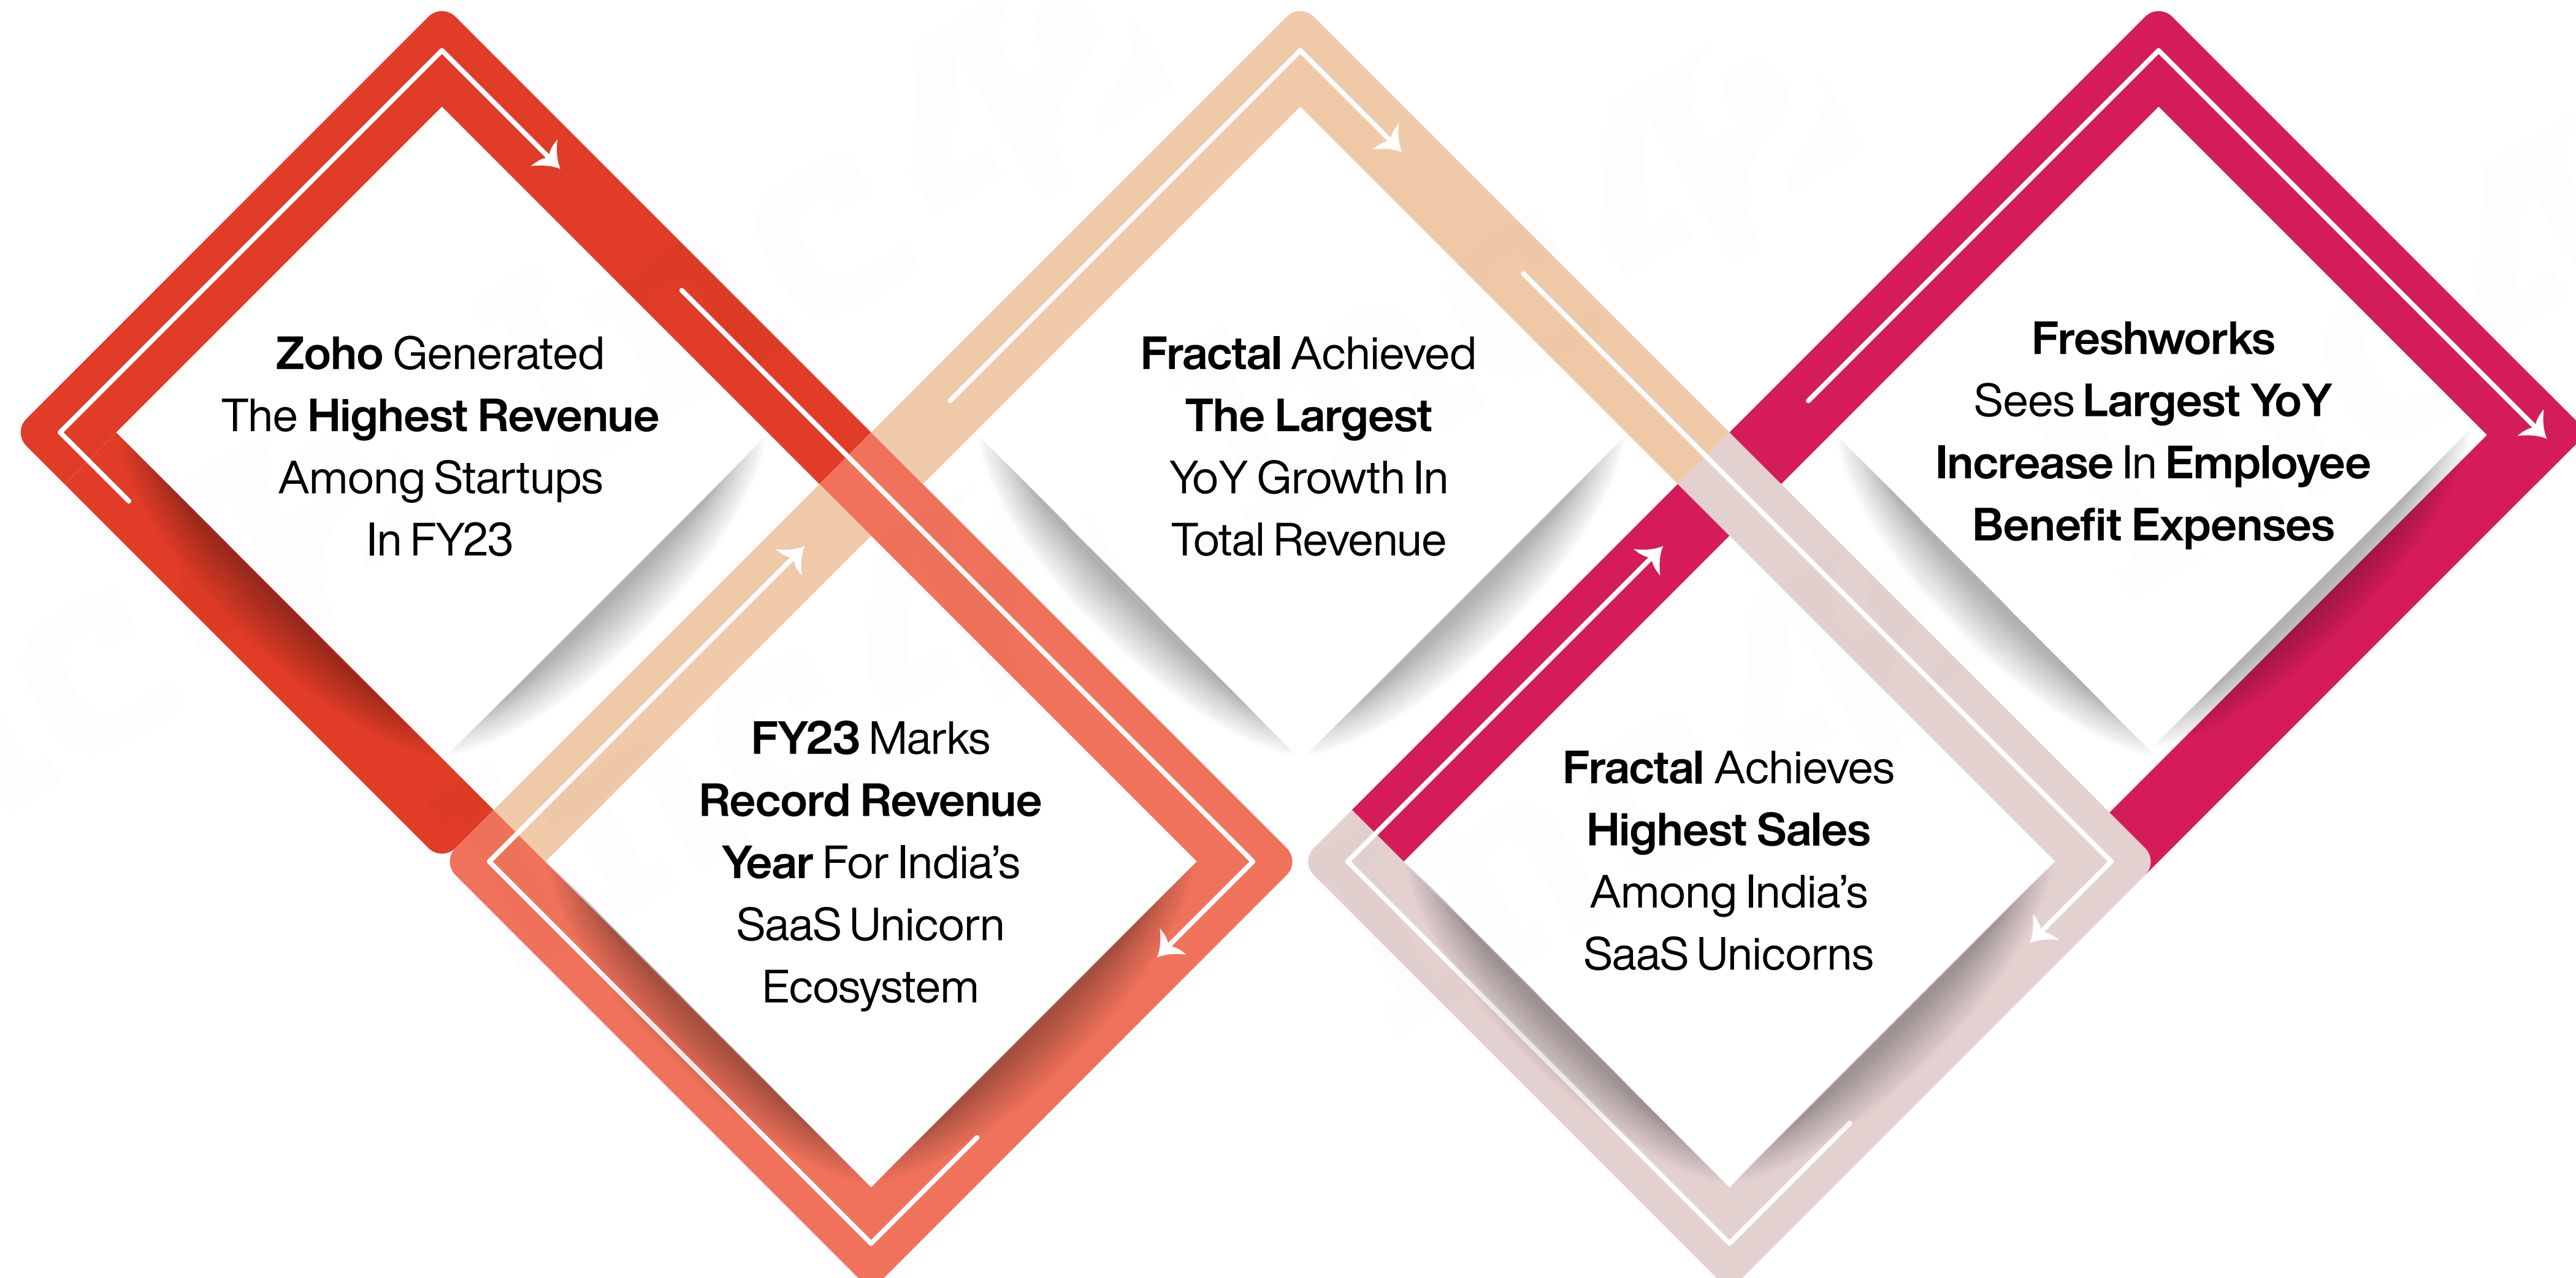 Zoho Generated
The Highest Revenue
Among Startups
In FY23
FY23 Marks
Record Revenue
Year For India’s
SaaS Unicorn
Ecosystem
Fractal Achieved
The Largest
YoY Growth In
Total Revenue
Fractal Achieves
Highest Sales
Among India’s
SaaS Unicorns
Freshworks
Sees Largest YoY
Increase In Employee
Benefit Expenses